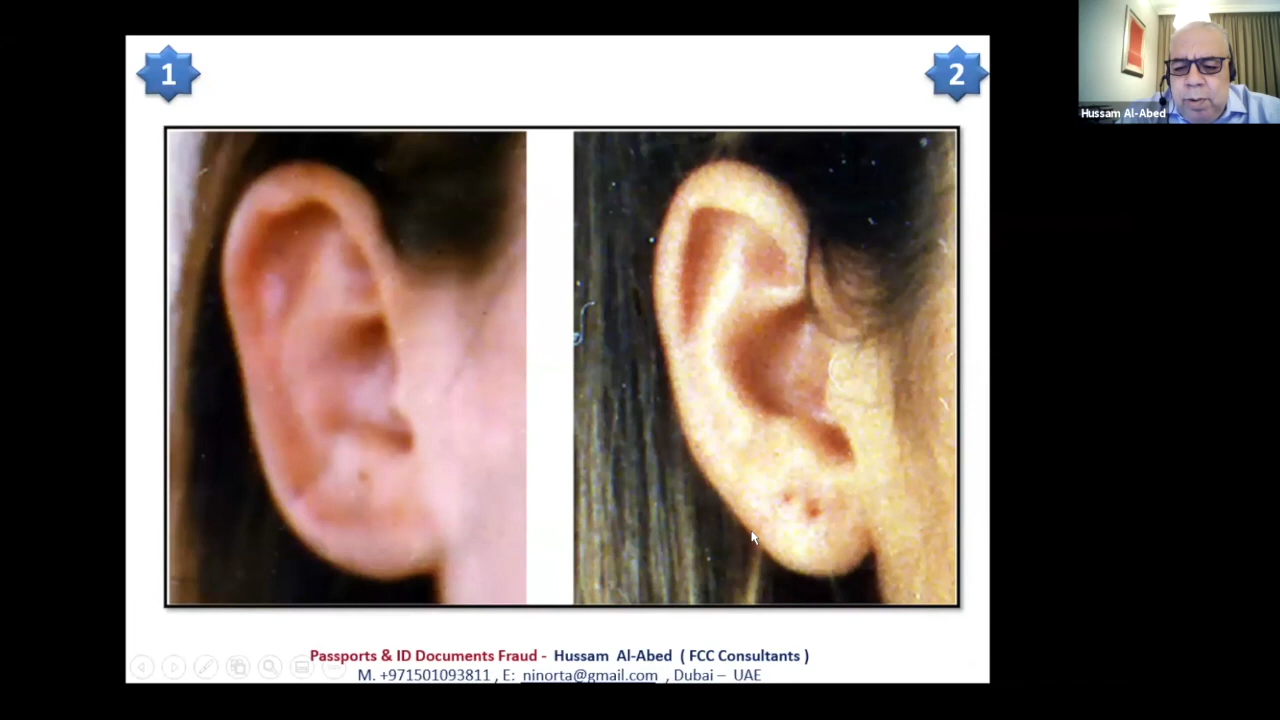 1
2
Hussam Al-Abed
Passports & ID Documents Fraud - Hussam Al-Abed ( FCC Consultants )
M. +971501093811 , E: ninorta@gmail.com , Dubai – UAE